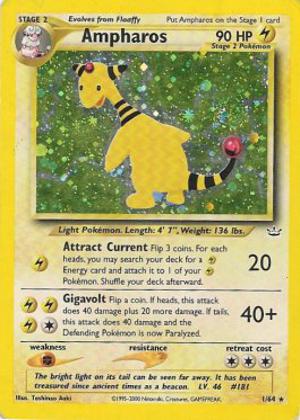 STAGE 2 Evolves from Flaaffy Put Ampharos on the Stage 1 card
Ampharos 90 HP
Stage 2 Pokémon
Light Pokémon. Length: 4' 7", Weight: 136 lbs.
Attract Current Flip 3 coins. For each
heads, you may search your deck for a
Energy card and attach it to 1 of your
Pokémon. Shuffle your deck afterward.
20
Gigavolt Flip a coin. If heads, this attack
does 40 damage plus 20 more damage. If tails,
this attack does 40 damage and the
Defending Pokémon is now Paralyzed.
40+
weakness resistance retreat cost
The bright light on its tail can be seen far away. It has been
treasured since ancient times as a beacon. LV. 46 #181
Illus. Toshinao Aoki ©1995-2000 Nintendo, Creatures, GAMEFREAK. 1/64